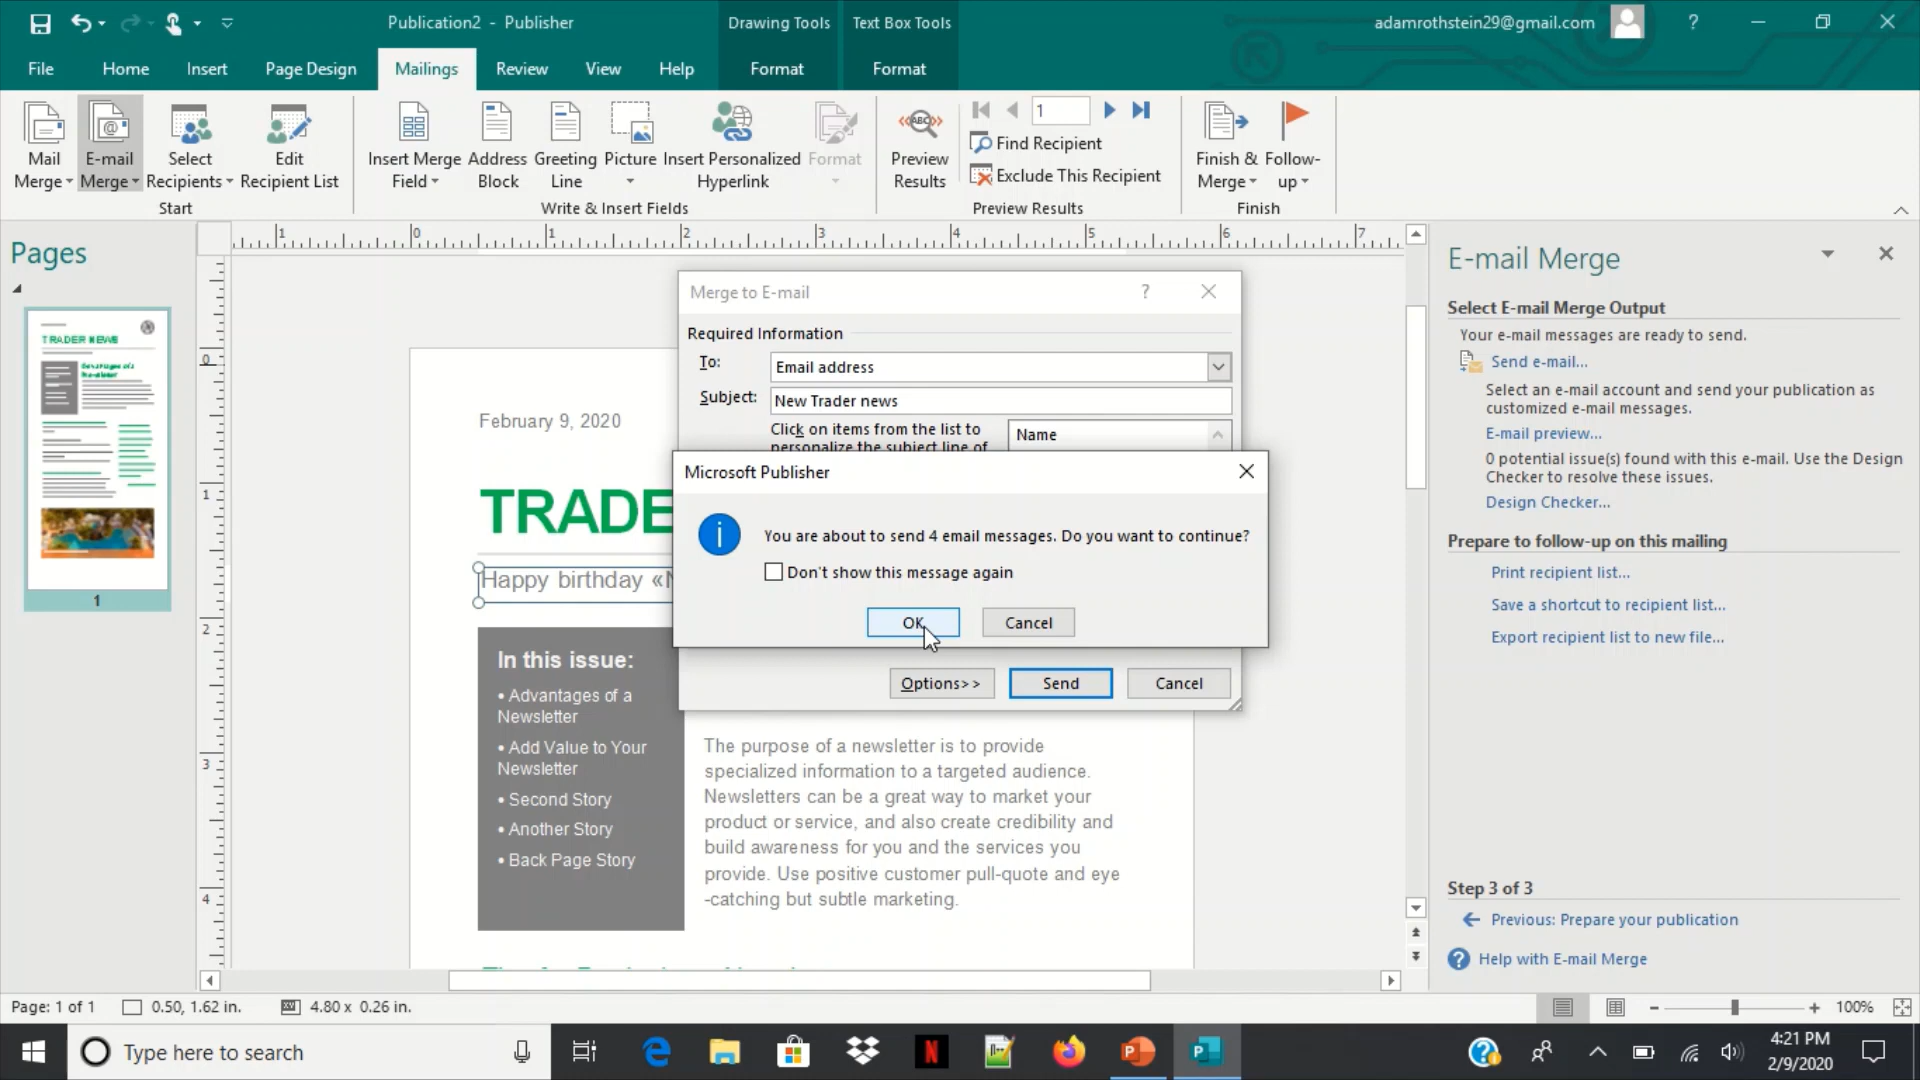 Publication2 - Publisher
Drawing Tools
Text Box Tools
adamrothstein29@gmail.com
?
File
Home
Insert
Page Design
Mailings
Review
View
Help
Format
Format
Mail Merge
E-mail Merge
Select Recipients
Edit Recipient List
Start
Insert Merge Field
Address Block
Greeting Line
Picture
Insert Personalized Hyperlink
Format
Write & Insert Fields
Preview Results
1
Find Recipient
Exclude This Recipient
Preview Results
Finish & Merge
Follow-up
Finish
Pages
TRADER NEWS
1
February 9, 2020
TRADE
Happy birthday «N
In this issue:
• Advantages of a
Newsletter
• Add Value to Your
Newsletter
• Second Story
• Another Story
• Back Page Story
The purpose of a newsletter is to provide
specialized information to a targeted audience.
Newsletters can be a great way to market your
product or service, and also create credibility and
build awareness for you and the services you
provide. Use positive customer pull-quote and eye
-catching but subtle marketing.
Merge to E-mail
?
Required Information
To:
Email address
Subject:
New Trader news
Click on items from the list to
personalize the subject line of
Name
Microsoft Publisher
You are about to send 4 email messages. Do you want to continue?
Don't show this message again
OK
Cancel
Options>>
Send
Cancel
E-mail Merge
Select E-mail Merge Output
Your e-mail messages are ready to send.
Send e-mail...
Select an e-mail account and send your publication as
customized e-mail messages.
E-mail preview...
0 potential issue(s) found with this e-mail. Use the Design
Checker to resolve these issues.
Design Checker...
Prepare to follow-up on this mailing
Print recipient list...
Save a shortcut to recipient list...
Export recipient list to new file...
Step 3 of 3
Previous: Prepare your publication
Help with E-mail Merge
Page: 1 of 1
0.50, 1.62 in.
4.80 x 0.26 in.
100%
Type here to search
4:21 PM
2/9/2020